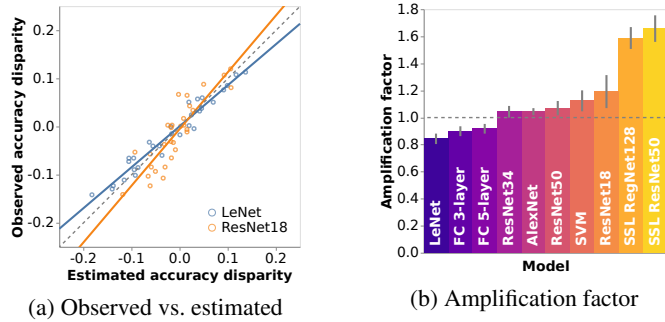 0.2
0.1
0.0
-0.1
-0.2
Observed accuracy disparity
-0.2 -0.1 0.0 0.1 0.2
Estimated accuracy disparity
LeNet
ResNet18
(a) Observed vs. estimated
1.8
1.6
1.4
1.2
1.0
0.8
0.6
0.4
0.2
0.0
Amplification factor
LeNet
FC 3-layer
FC 5-layer
ResNet34
AlexNet
ResNet50
SVM
ResNet18
SSL RegNet128
SSL ResNet50
Model
(b) Amplification factor